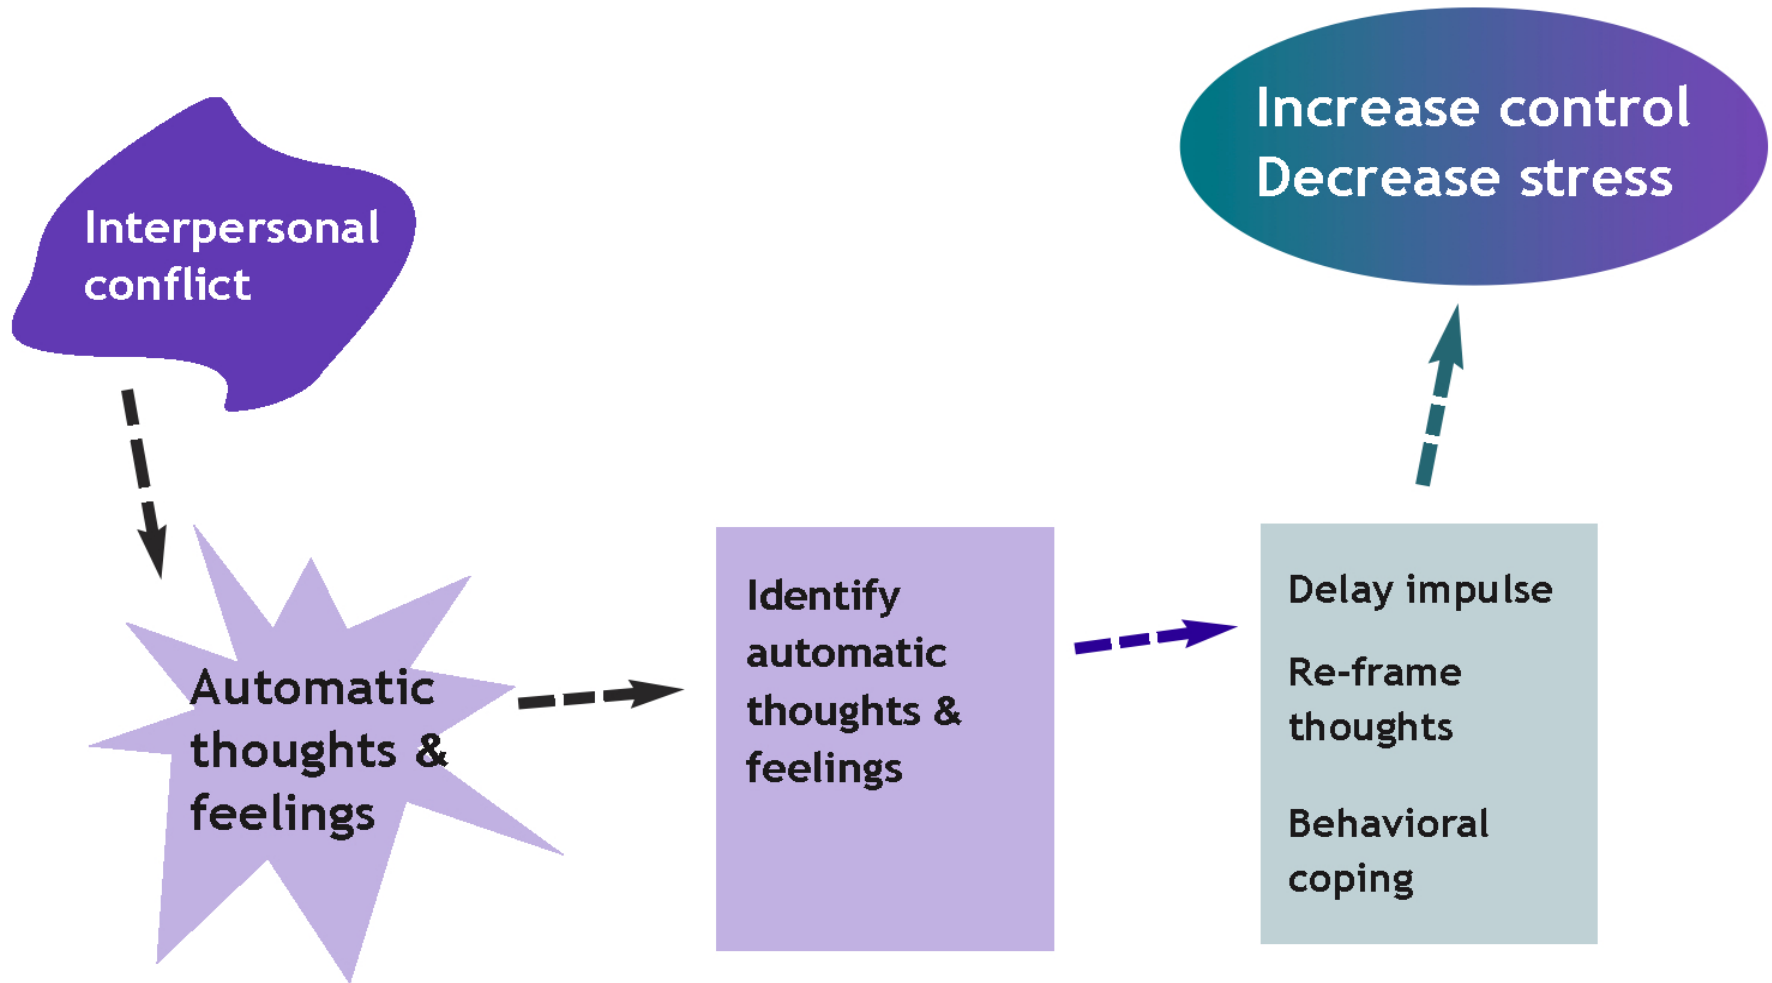 Interpersonal
conflict
Automatic
thoughts &
feelings
Identify
automatic
thoughts &
feelings
Delay impulse
Re-frame
thoughts
Behavioral
coping
Increase control
Decrease stress